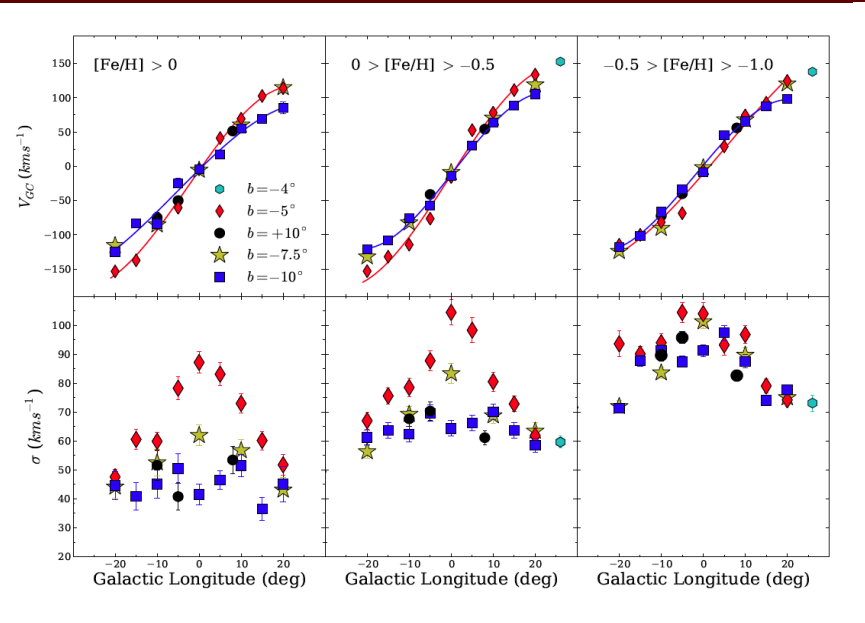 [Fe/H] > 0
0 > [Fe/H] > −0.5
−0.5 > [Fe/H] > −1.0
V_GC (kms⁻¹)
150
100
50
0
−50
−100
−150
b=−4°
b=−5°
b=+10°
b=−7.5°
b=−10°
σ (kms⁻¹)
100
90
80
70
60
50
40
30
20
−20 −10 0 10 20
−20 −10 0 10 20
−20 −10 0 10 20 30
Galactic Longitude (deg)
Galactic Longitude (deg)
Galactic Longitude (deg)